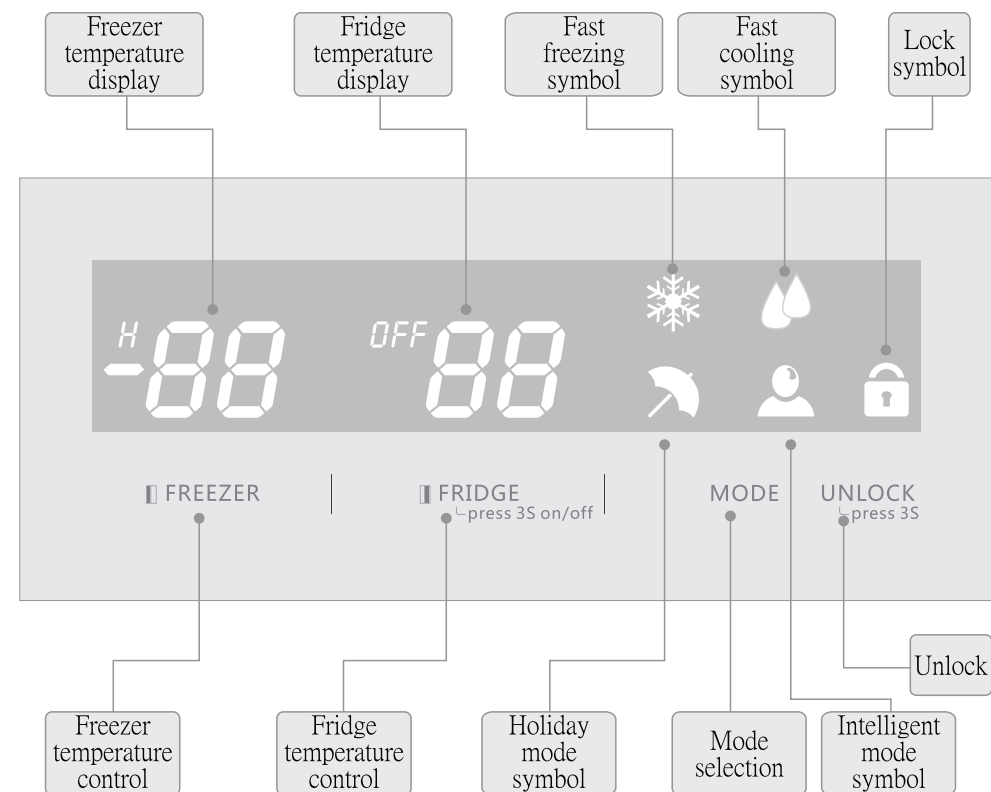 Freezer
temperature
display
Fridge
temperature
display
Fast
freezing
symbol
Fast
cooling
symbol
Lock
symbol
H
-88
OFF
88
FREEZER
FRIDGE
press 3S on/off
MODE
UNLOCK
press 3S
Unlock
Freezer
temperature
control
Fridge
temperature
control
Holiday
mode
symbol
Mode
selection
Intelligent
mode
symbol